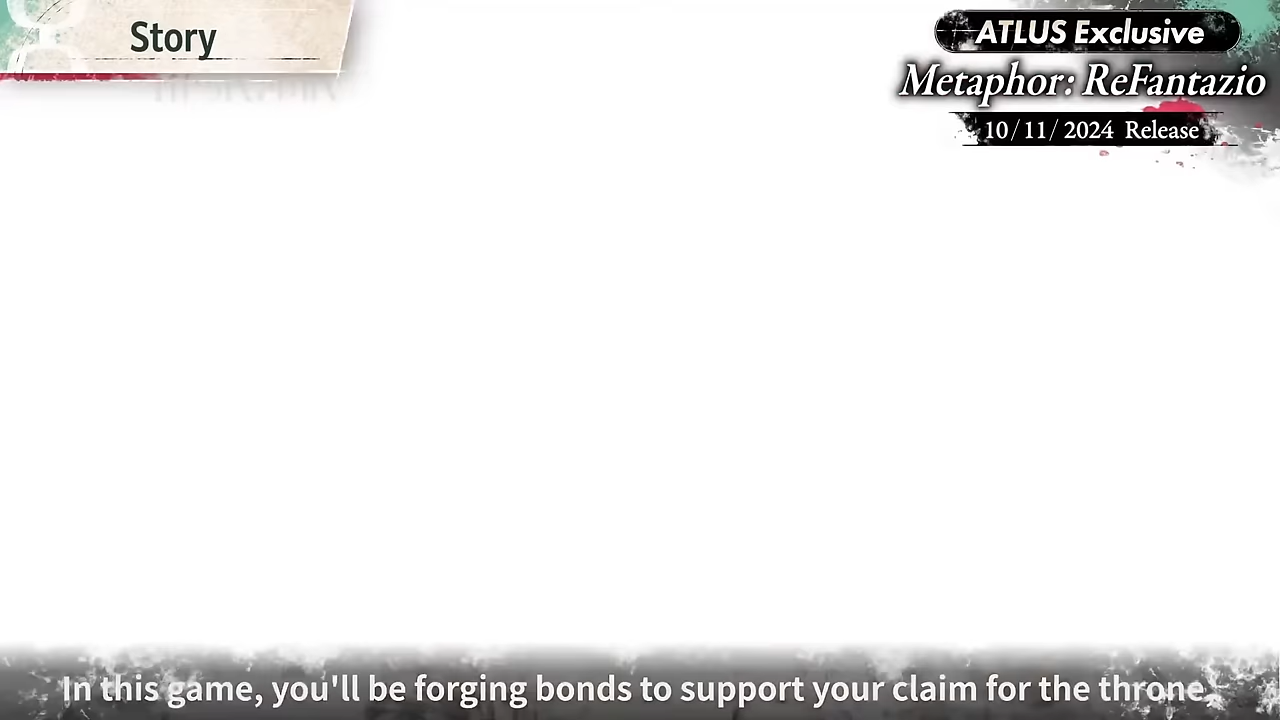 Story
ATLUS Exclusive
Metaphor: ReFantazio
10/11/2024 Release
In this game, you'll be forging bonds to support your claim for the throne,